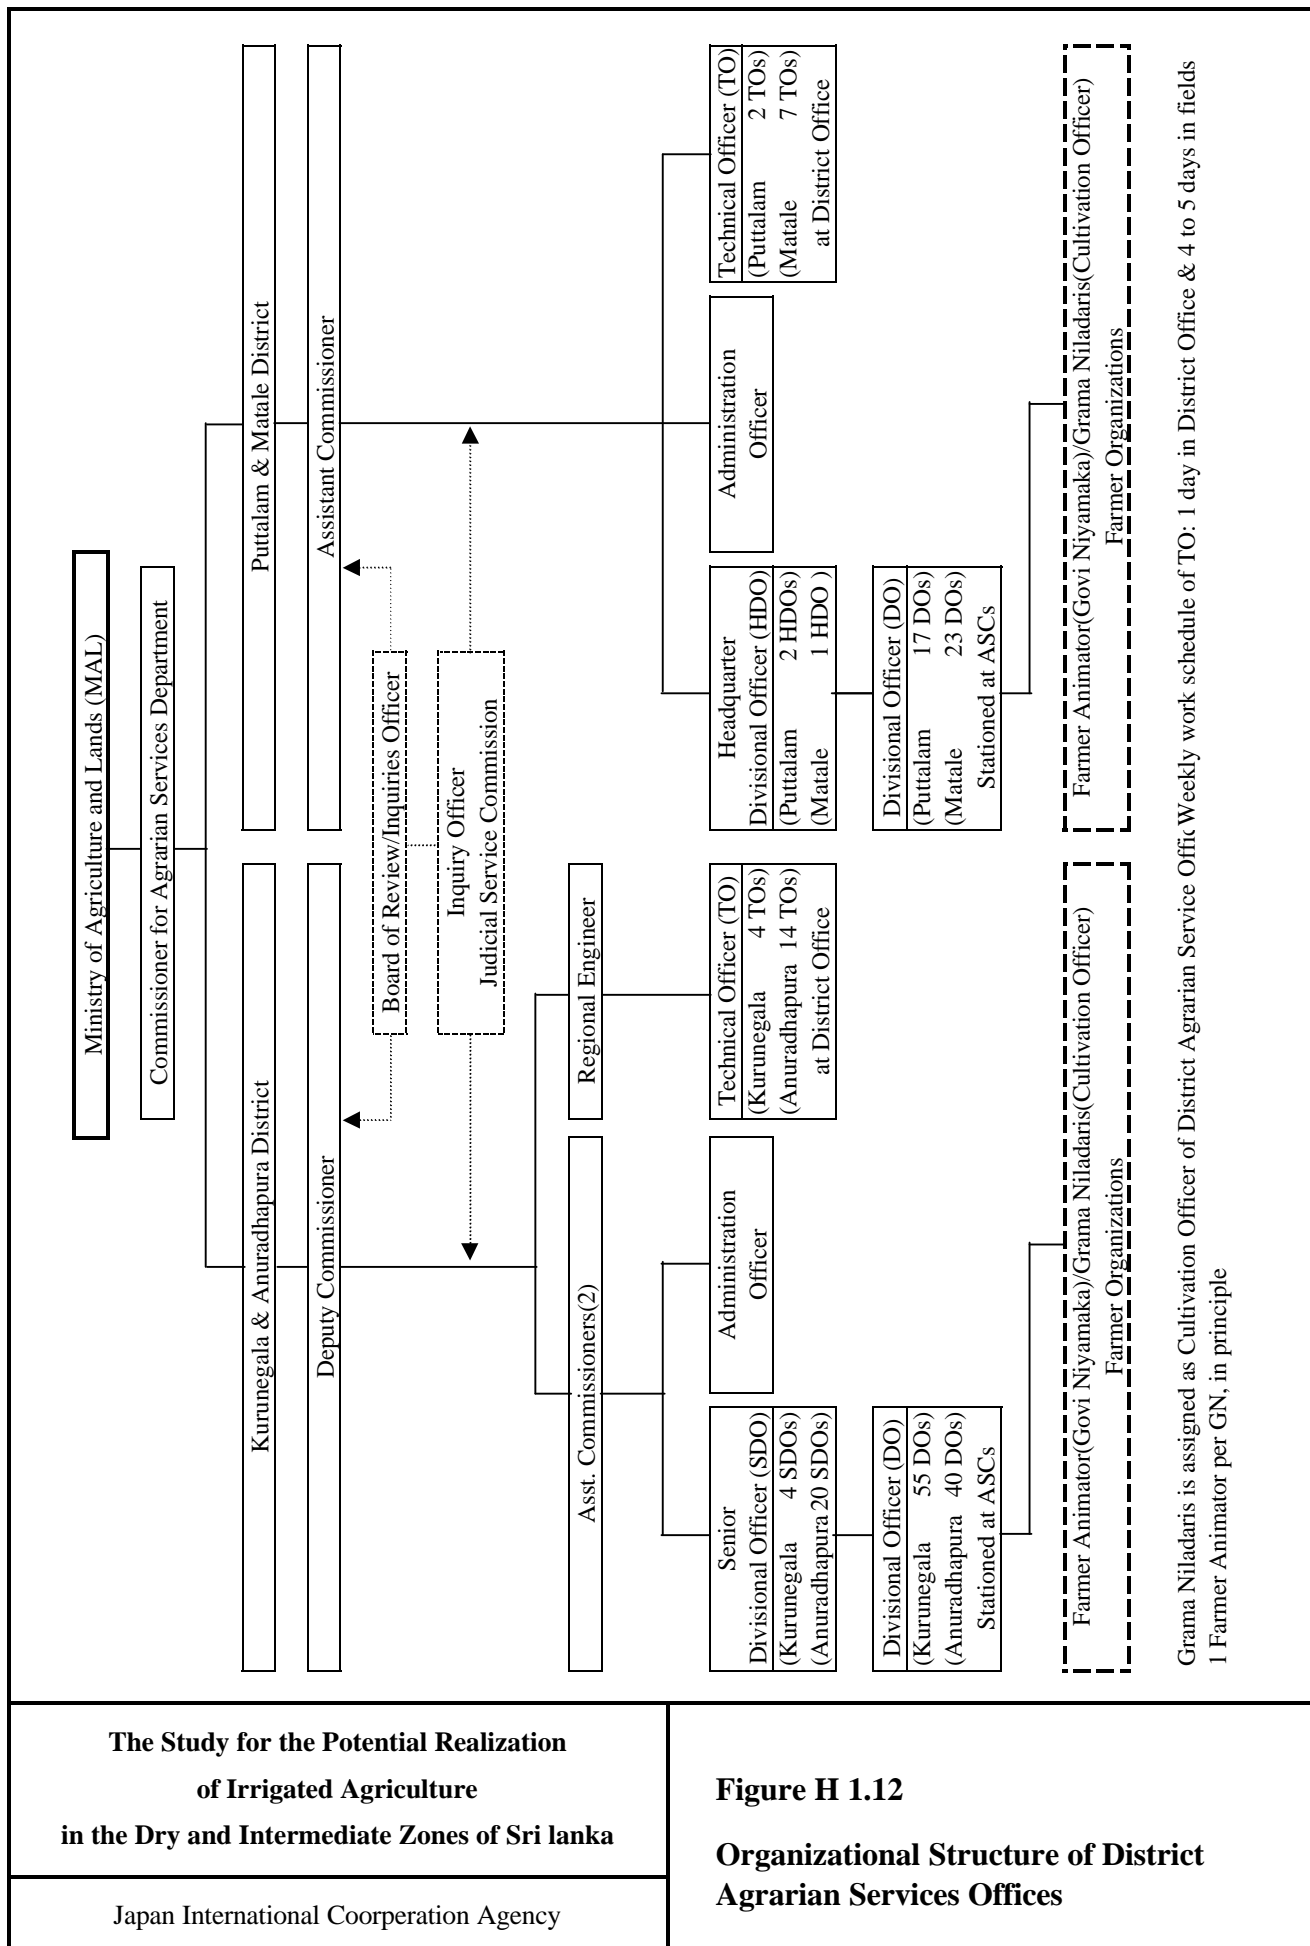 Ministry of Agriculture and Lands (MAL)
Commissioner for Agrarian Services Department
Kurunegala & Anuradhapura District
Puttalam & Matale District
Deputy Commissioner
Assistant Commissioner
Board of Review/Inquiries Officer
Inquiry Officer
Judicial Service Commission
Asst. Commissioners(2)
Regional Engineer
Senior
Divisional Officer (SDO)
(Kurunegala 4 SDOs)
(Anuradhapura 20 SDOs)
Administration
Officer
Technical Officer (TO)
(Kurunegala 4 TOs)
(Anuradhapura 14 TOs)
at District Office
Headquarter
Divisional Officer (HDO)
(Puttalam 2 HDOs)
(Matale 1 HDO )
Administration
Officer
Technical Officer (TO)
(Puttalam 2 TOs)
(Matale 7 TOs)
at District Office
Divisional Officer (DO)
(Kurunegala 55 DOs)
(Anuradhapura 40 DOs)
Stationed at ASCs
Divisional Officer (DO)
(Puttalam 17 DOs)
(Matale 23 DOs)
Stationed at ASCs
Farmer Animator(Govi Niyamaka)/Grama Niladaris(Cultivation Officer)
Farmer Organizations
Farmer Animator(Govi Niyamaka)/Grama Niladaris(Cultivation Officer)
Farmer Organizations
Grama Niladaris is assigned as Cultivation Officer of District Agrarian Service Offic Weekly work schedule of TO: 1 day in District Office & 4 to 5 days in fields
1 Farmer Animator per GN, in principle
The Study for the Potential Realization
of Irrigated Agriculture
in the Dry and Intermediate Zones of Sri lanka
Japan International Coorperation Agency
Figure H 1.12
Organizational Structure of District
Agrarian Services Offices